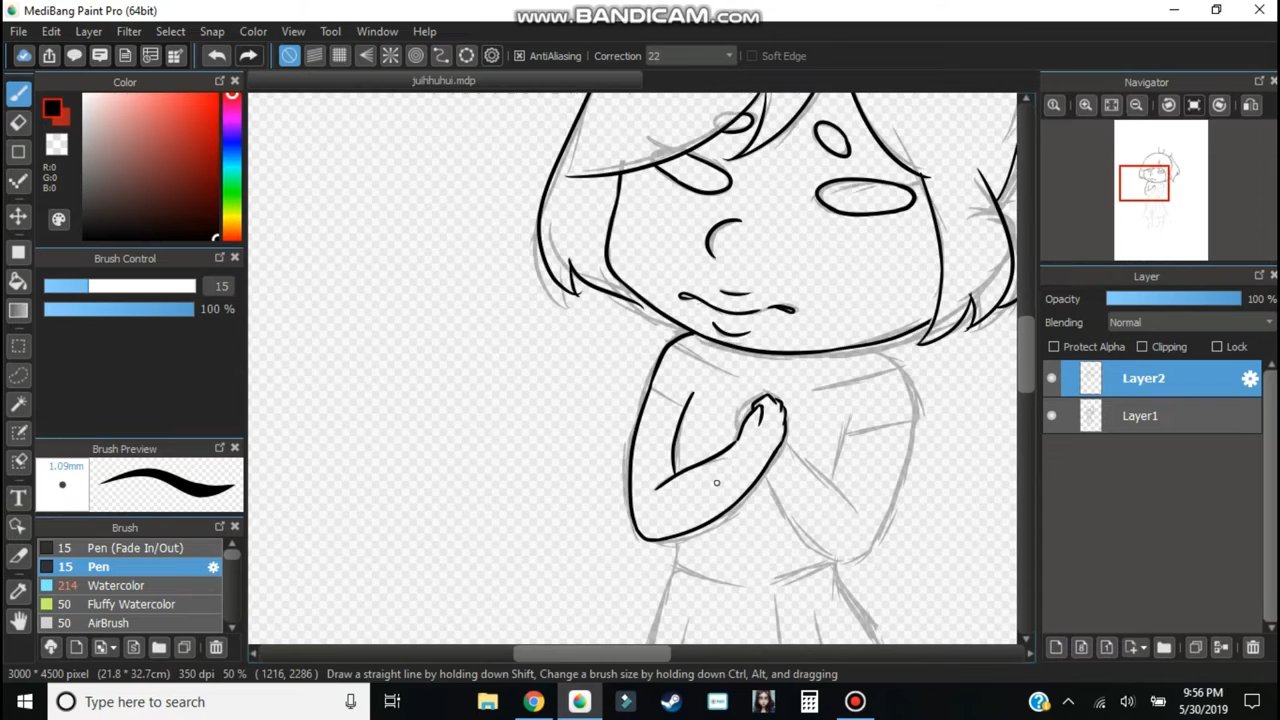 MediBang Paint Pro (64bit)
www.BANDICAM.com
File Edit View Layer Filter Select Snap Color View Tool Window Help
AntiAliasing Correction 22 Soft Edge
Color
juihhuhui.mdp
Navigator
R:0
G:0
B:0
Brush Control
15
100 %
Layer
Opacity 100 %
Blending Normal
Protect Alpha Clipping Lock
Layer2
Layer1
Brush Preview
1.09mm
Brush
15 Pen (Fade In/Out)
15 Pen
214 Watercolor
50 Fluffy Watercolor
50 AirBrush
3000 * 4500 pixel (21.8 * 32.7cm) 350 dpi 50 % ( 1216, 2286 ) Draw a straight line by holding down Shift, Change a brush size by holding down Ctrl, Alt, and dragging
Type here to search
9:56 PM
5/30/2019